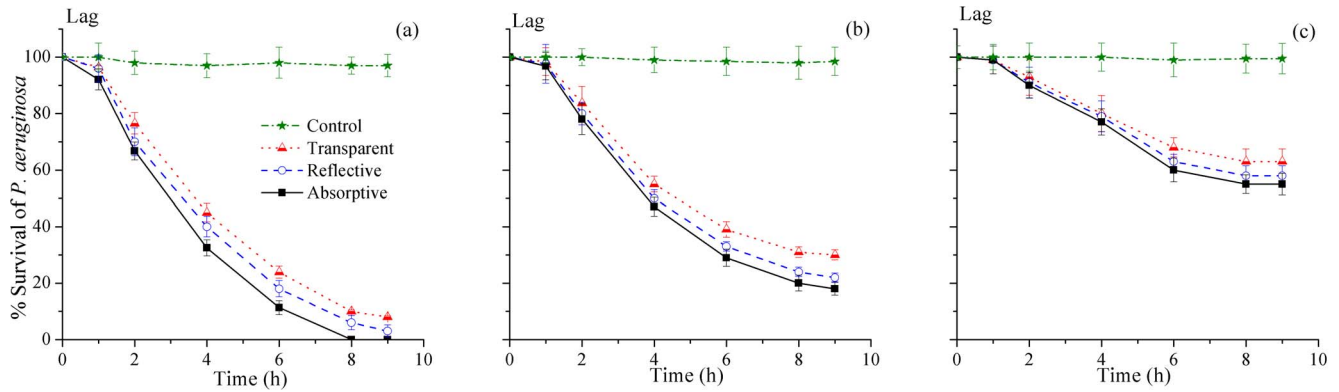 Lag
(a)
% Survival of P. aeruginosa
100
80
60
40
20
0
Control
Transparent
Reflective
Absorptive
0 2 4 6 8 10
Time (h)
Lag
(b)
0 2 4 6 8 10
Time (h)
Lag
(c)
0 2 4 6 8 10
Time (h)